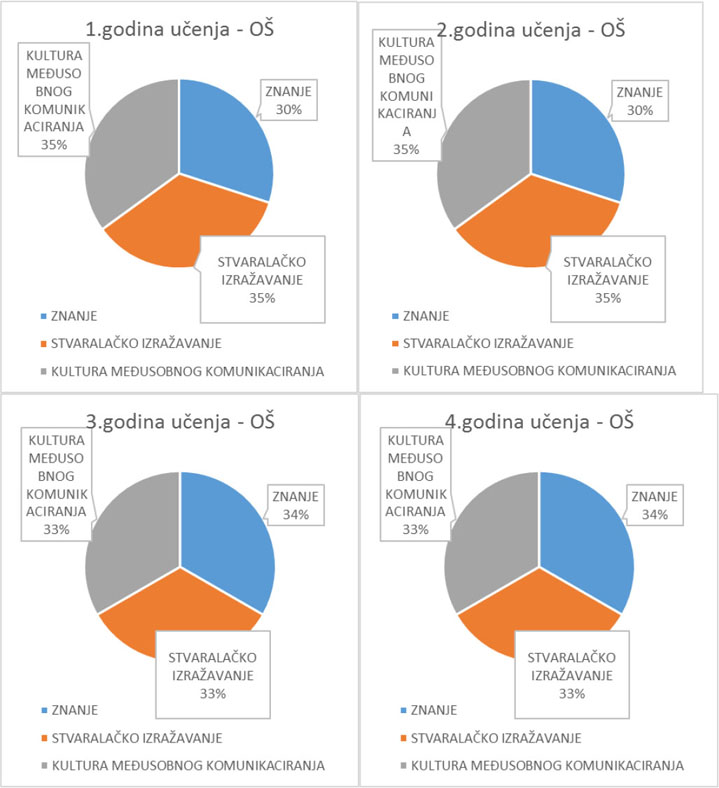 1.godina učenja - OŠ
KULTURA
MEĐUSO
BNOG
KOMUNIK
ACIRANJA
35%
ZNANJE
30%
STVARALAČKO
IZRAŽAVANJE
35%
ZNANJE
STVARALAČKO IZRAŽAVANJE
KULTURA MEĐUSOBNOG KOMUNIKACIRANJA
2.godina učenja - OŠ
KULTURA
MEĐUSO
BNOG
KOMUNI
KACIRANJ
A
35%
ZNANJE
30%
STVARALAČKO
IZRAŽAVANJE
35%
ZNANJE
STVARALAČKO IZRAŽAVANJE
KULTURA MEĐUSOBNOG KOMUNIKACIRANJA
3.godina učenja - OŠ
KULTURA
MEĐUSO
BNOG
KOMUNIK
ACIRANJA
33%
ZNANJE
34%
STVARALAČKO
IZRAŽAVANJE
33%
ZNANJE
STVARALAČKO IZRAŽAVANJE
KULTURA MEĐUSOBNOG KOMUNIKACIRANJA
4.godina učenja - OŠ
KULTURA
MEĐUSO
BNOG
KOMUNIK
ACIRANJA
33%
ZNANJE
34%
STVARALAČKO
IZRAŽAVANJE
33%
ZNANJE
STVARALAČKO IZRAŽAVANJE
KULTURA MEĐUSOBNOG KOMUNIKACIRANJA